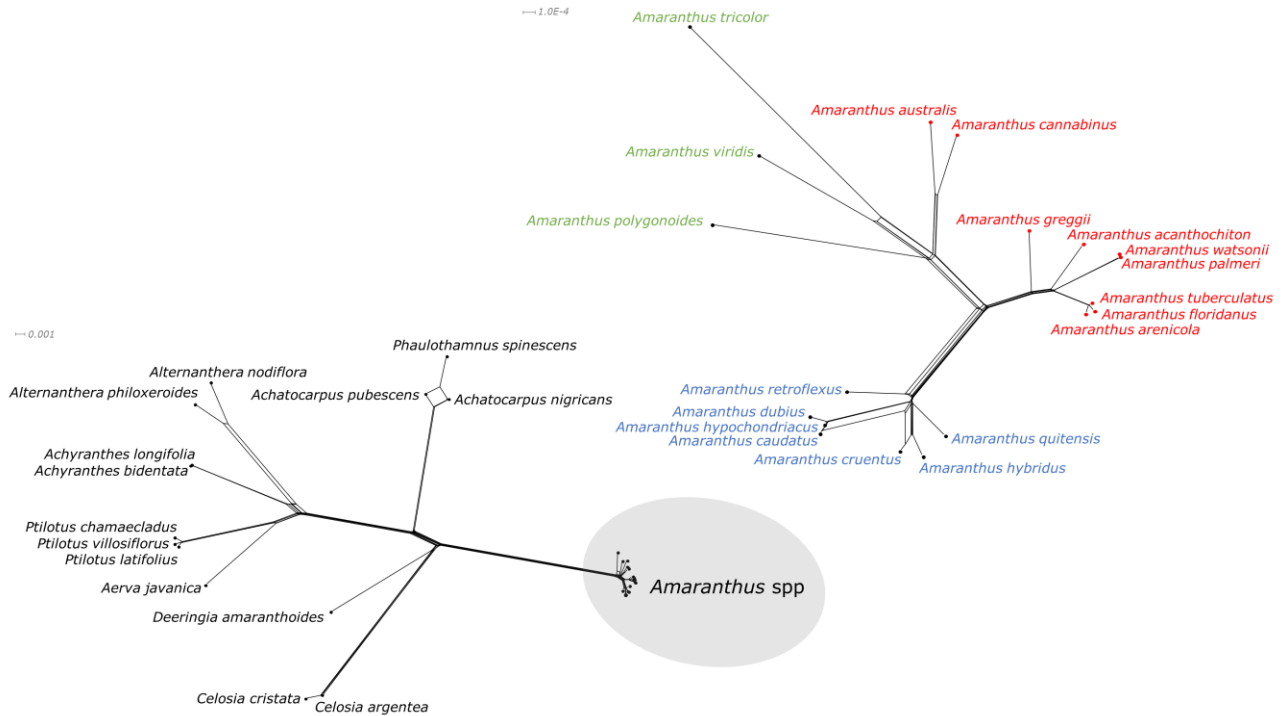 1.0E-4
Amaranthus tricolor
Amaranthus australis
Amaranthus cannabinus
Amaranthus viridis
Amaranthus polygonoides
Amaranthus greggii
Amaranthus acanthochiton
Amaranthus watsonii
Amaranthus palmeri
Amaranthus tuberculatus
Amaranthus floridanus
Amaranthus arenicola
Amaranthus retroflexus
Amaranthus dubius
Amaranthus hypochondriacus
Amaranthus caudatus
Amaranthus cruentus
Amaranthus quitensis
Amaranthus hybridus
0.001
Phaulothamnus spinescens
Alternanthera nodiflora
Alternanthera philoxeroides
Achatocarpus pubescens
Achatocarpus nigricans
Achyranthes longifolia
Achyranthes bidentata
Ptilotus chamaecladus
Ptilotus villosiflorus
Ptilotus latifolius
Aerva javanica
Deeringia amaranthoides
Amaranthus spp
Celosia cristata
Celosia argentea